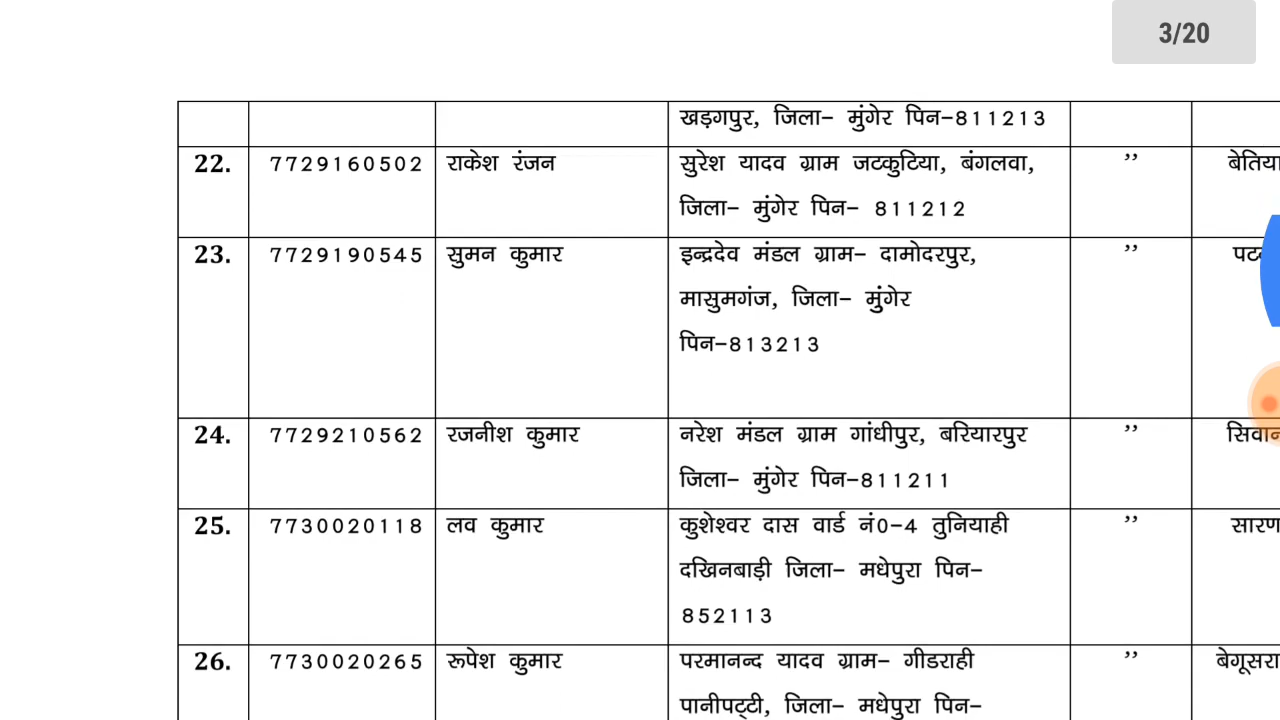 3/20
खड़गपुर, जिला- मुंगेर पिन-811213
22. 7729160502 राकेश रंजन सुरेश यादव ग्राम जटकुटिया, बंगलवा, ” बेतिया
जिला- मुंगेर पिन- 811212
23. 7729190545 सुमन कुमार इन्द्रदेव मंडल ग्राम- दामोदरपुर, ”
मासुमगंज, जिला- मुंगेर
पिन-813213
24. 7729210562 रजनीश कुमार नरेश मंडल ग्राम गांधीपुर, बरियारपुर ” सिवान
जिला- मुंगेर पिन-811211
25. 7730020118 लव कुमार कुशेश्वर दास वार्ड नं0-4 तुनियाही ” सारण
दखिनबाड़ी जिला- मधेपुरा पिन-
852113
26. 7730020265 रूपेश कुमार परमानन्द यादव ग्राम- गीडराही ” बेगूसरा
पानीपट्टी, जिला- मधेपुरा पिन-